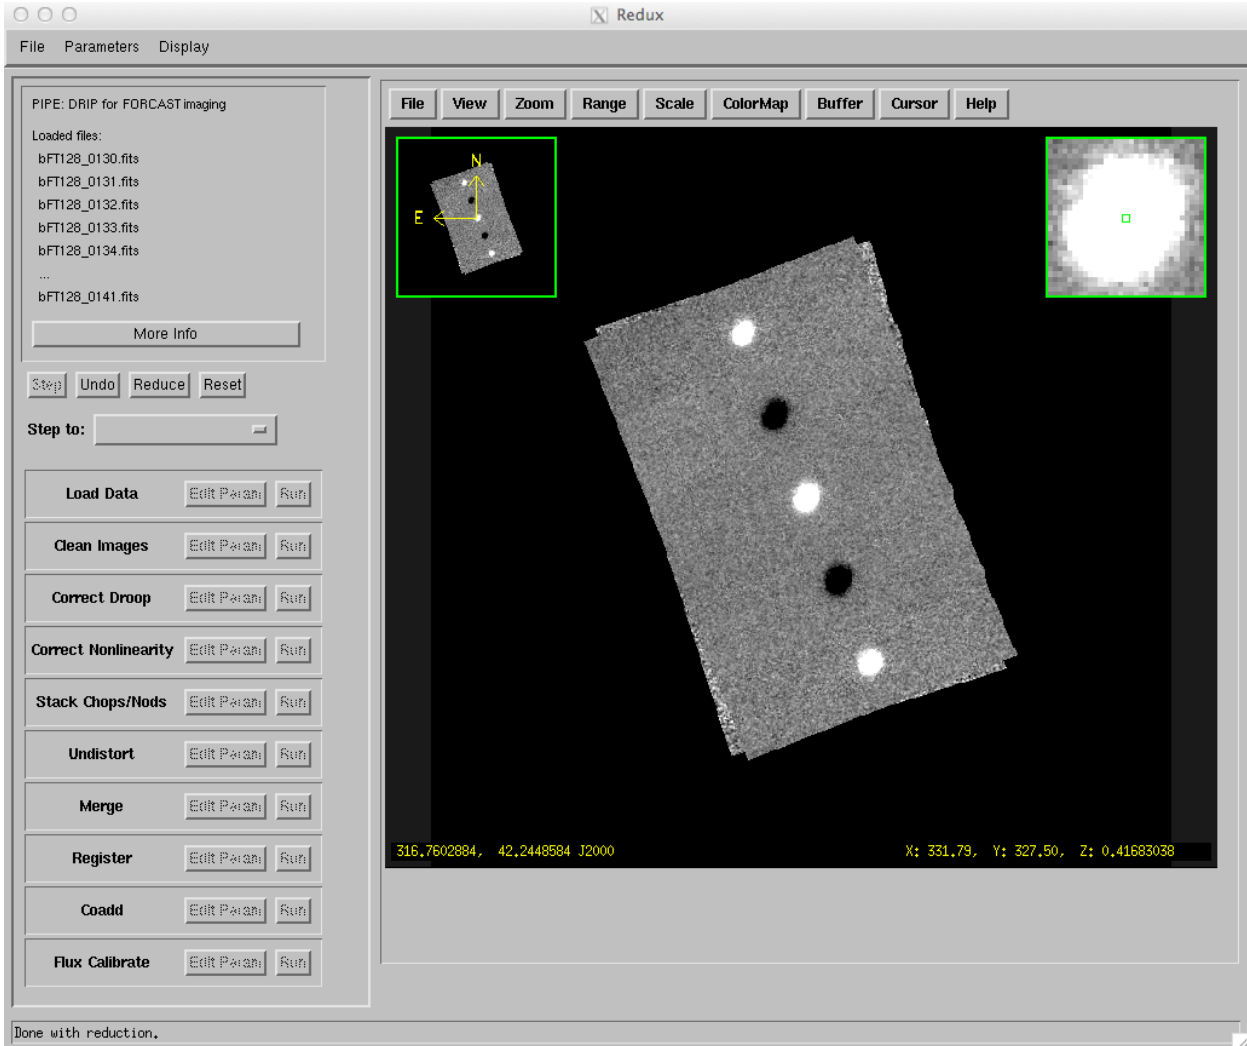 Redux
File Parameters Display
PIPE: DRIP for FORCAST imaging
Loaded files:
bFT128_0130.fits
bFT128_0131.fits
bFT128_0132.fits
bFT128_0133.fits
bFT128_0134.fits
...
bFT128_0141.fits
More Info
Step Undo Reduce Reset
Step to:
Load Data Edit Param Run
Clean Images Edit Param Run
Correct Droop Edit Param Run
Correct Nonlinearity Edit Param Run
Stack Chops/Nods Edit Param Run
Undistort Edit Param Run
Merge Edit Param Run
Register Edit Param Run
Coadd Edit Param Run
Flux Calibrate Edit Param Run
File View Zoom Range Scale ColorMap Buffer Cursor Help
N
E
316.7602884, 42.2448584 J2000 X: 331.79, Y: 327.50, Z: 0.41683038
Done with reduction.